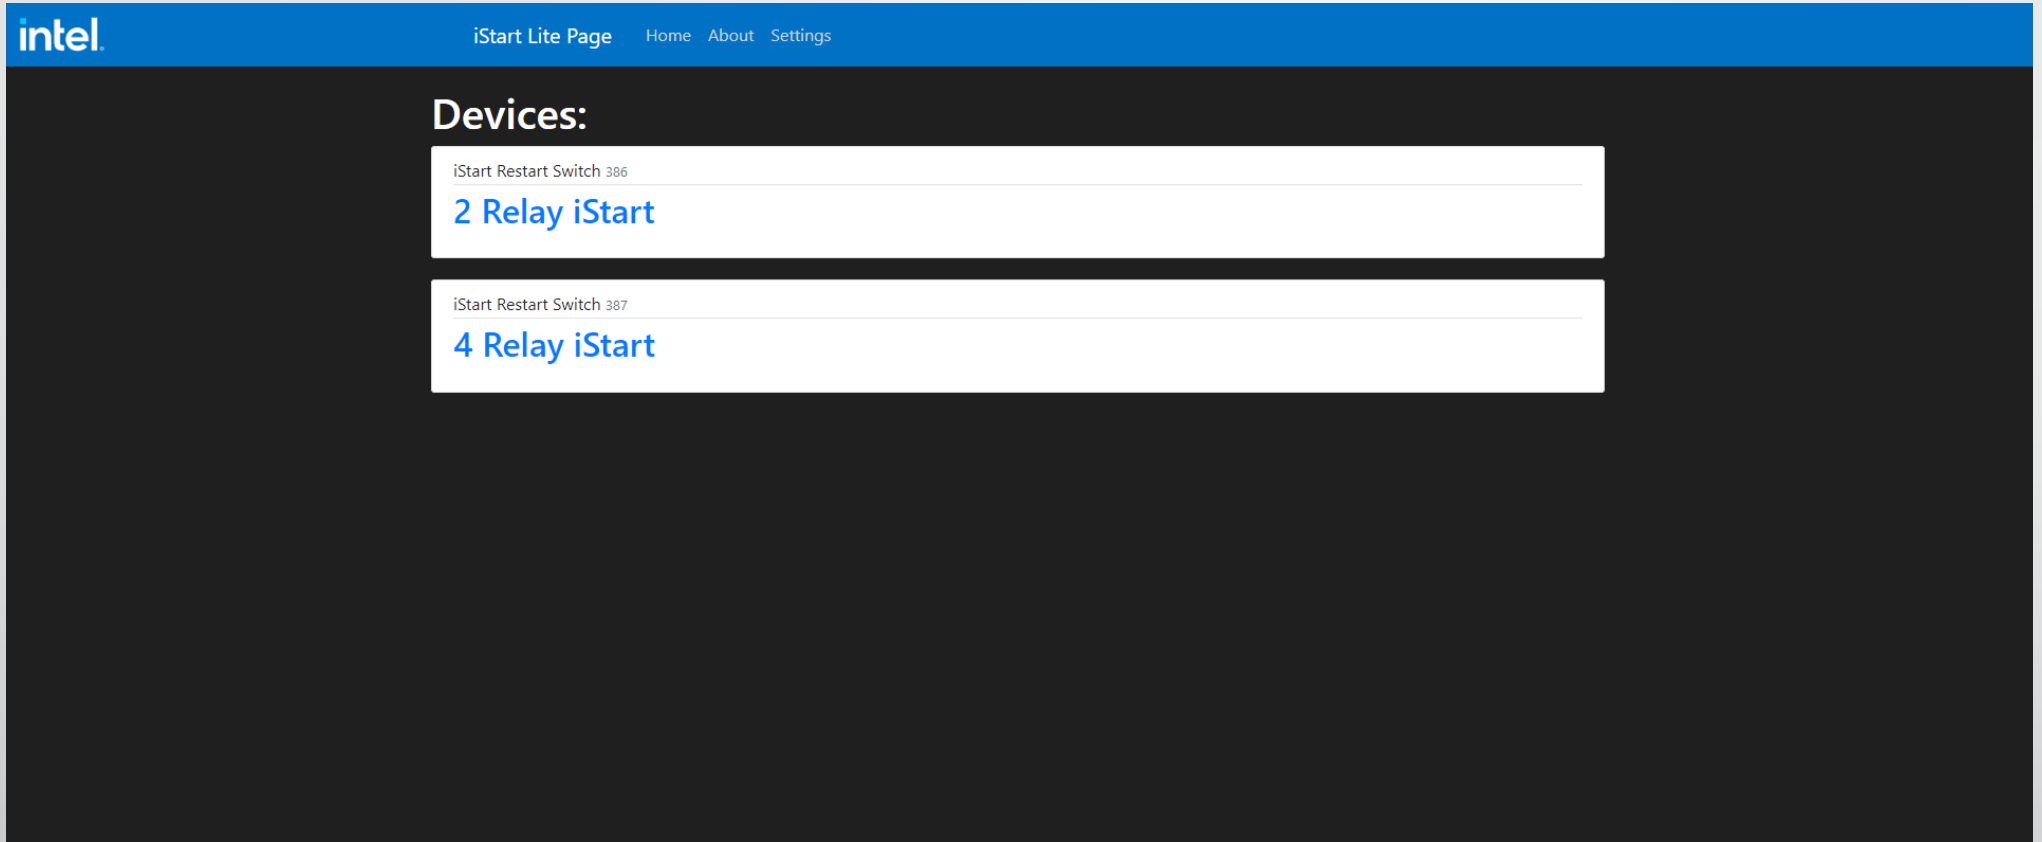 intel.
iStart Lite Page Home About Settings
Devices:
iStart Restart Switch 386
2 Relay iStart
iStart Restart Switch 387
4 Relay iStart